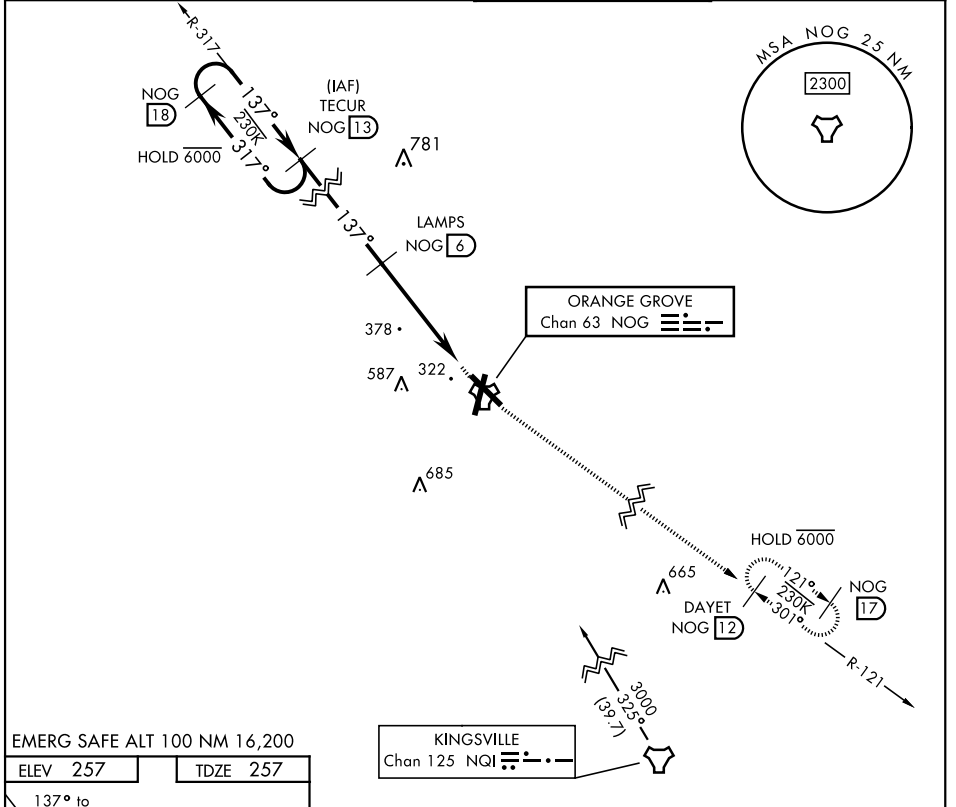 R-317
MSA NOG 25 NM
2300
NOG 18
137°
230K
317°
HOLD 6000
(IAF)
TECUR
NOG 13
781
137°
LAMPS
NOG 6
ORANGE GROVE
Chan 63 NOG
378
587
322
685
HOLD 6000
121°
230K
301°
NOG 17
665
DAYET
NOG 12
R-121
3000
325°
(39.7)
KINGSVILLE
Chan 125 NQI
EMERG SAFE ALT 100 NM 16,200
ELEV 257
TDZE 257
137° to